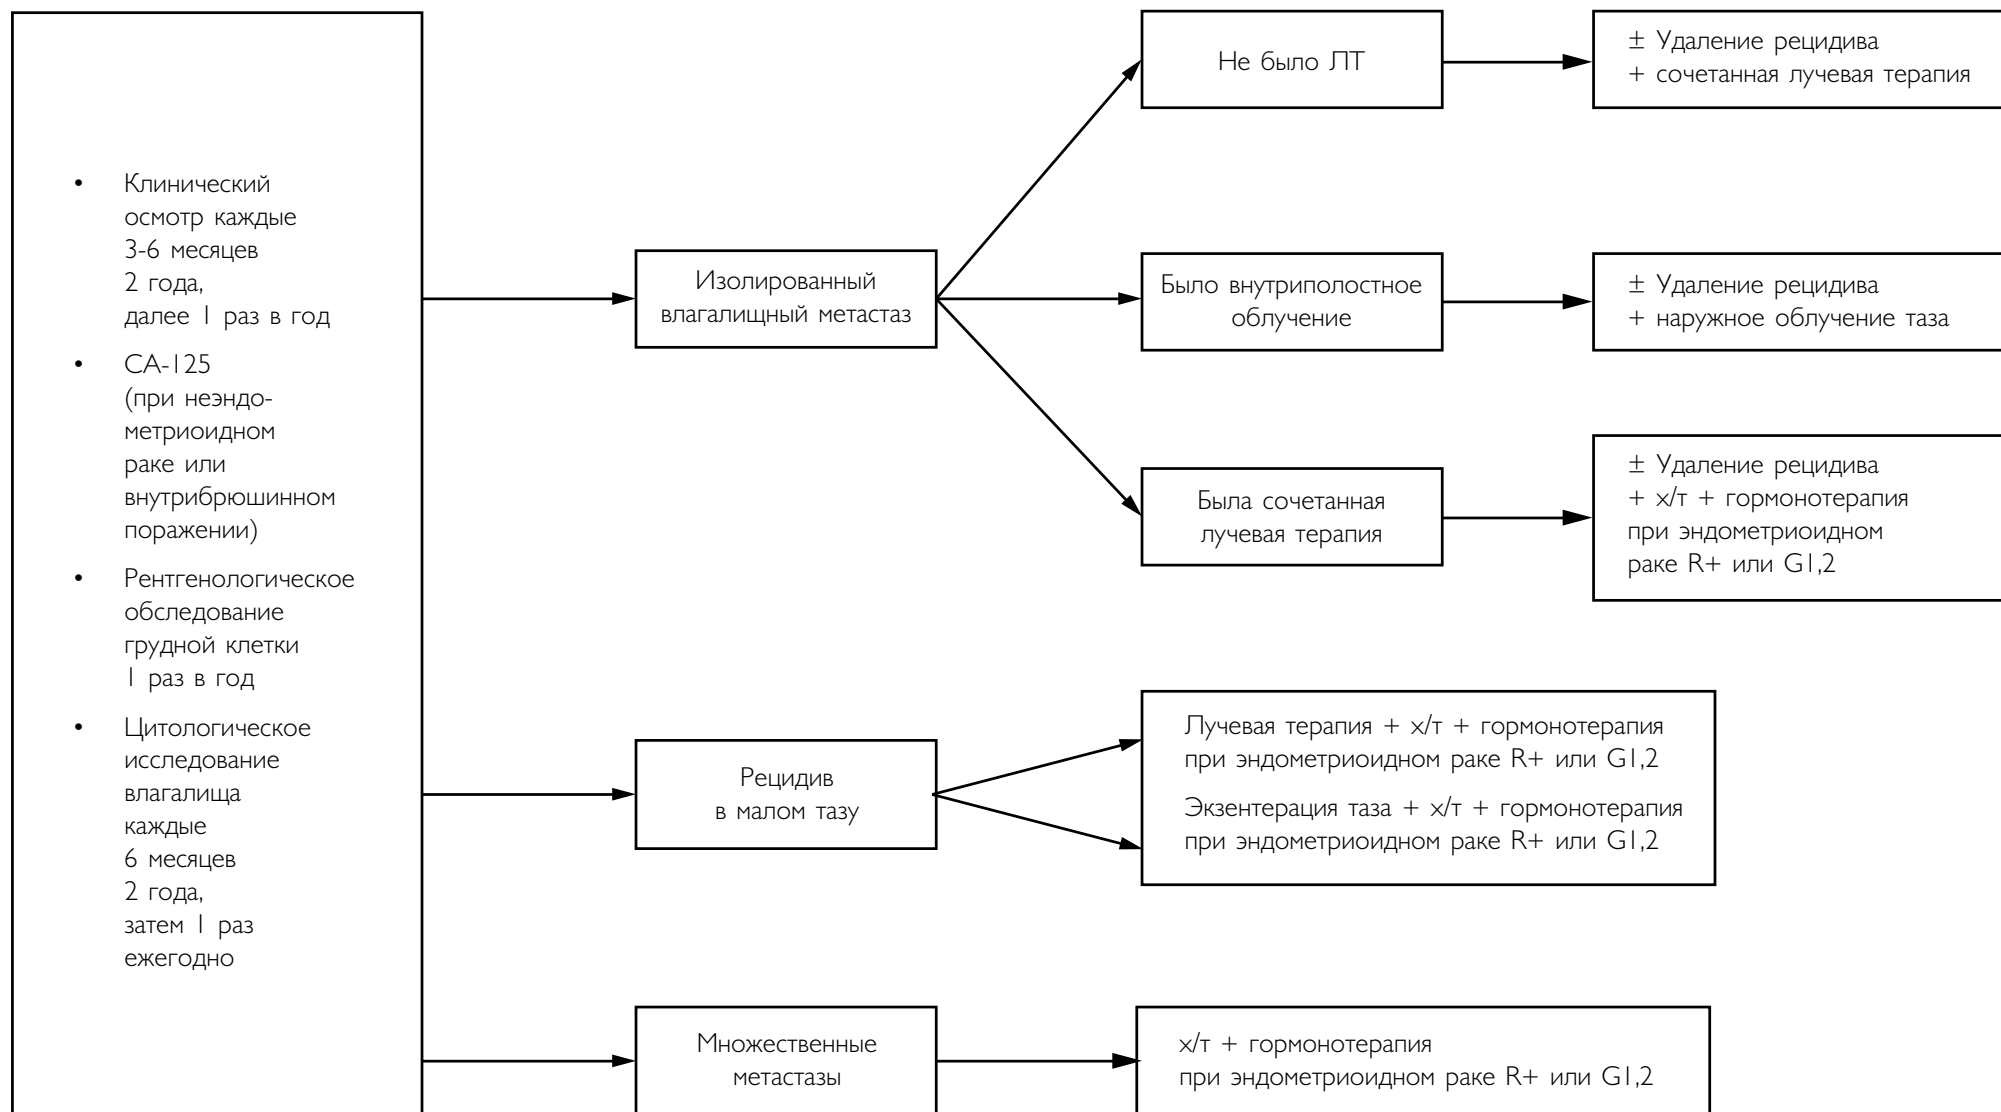 • Клинический
осмотр каждые
3-6 месяцев
2 года,
далее 1 раз в год
• СА-125
(при неэндо-
метриоидном
раке или
внутрибрюшинном
поражении)
• Рентгенологическое
обследование
грудной клетки
1 раз в год
• Цитологическое
исследование
влагалища
каждые
6 месяцев
2 года,
затем 1 раз
ежегодно
Изолированный
влагалищный метастаз
Не было ЛТ
± Удаление рецидива
+ сочетанная лучевая терапия
Было внутриполостное
облучение
± Удаление рецидива
+ наружное облучение таза
Была сочетанная
лучевая терапия
± Удаление рецидива
+ х/т + гормонотерапия
при эндометриоидном
раке R+ или G1,2
Рецидив
в малом тазу
Лучевая терапия + х/т + гормонотерапия
при эндометриоидном раке R+ или G1,2
Экзентерация таза + х/т + гормонотерапия
при эндометриоидном раке R+ или G1,2
Множественные
метастазы
х/т + гормонотерапия
при эндометриоидном раке R+ или G1,2